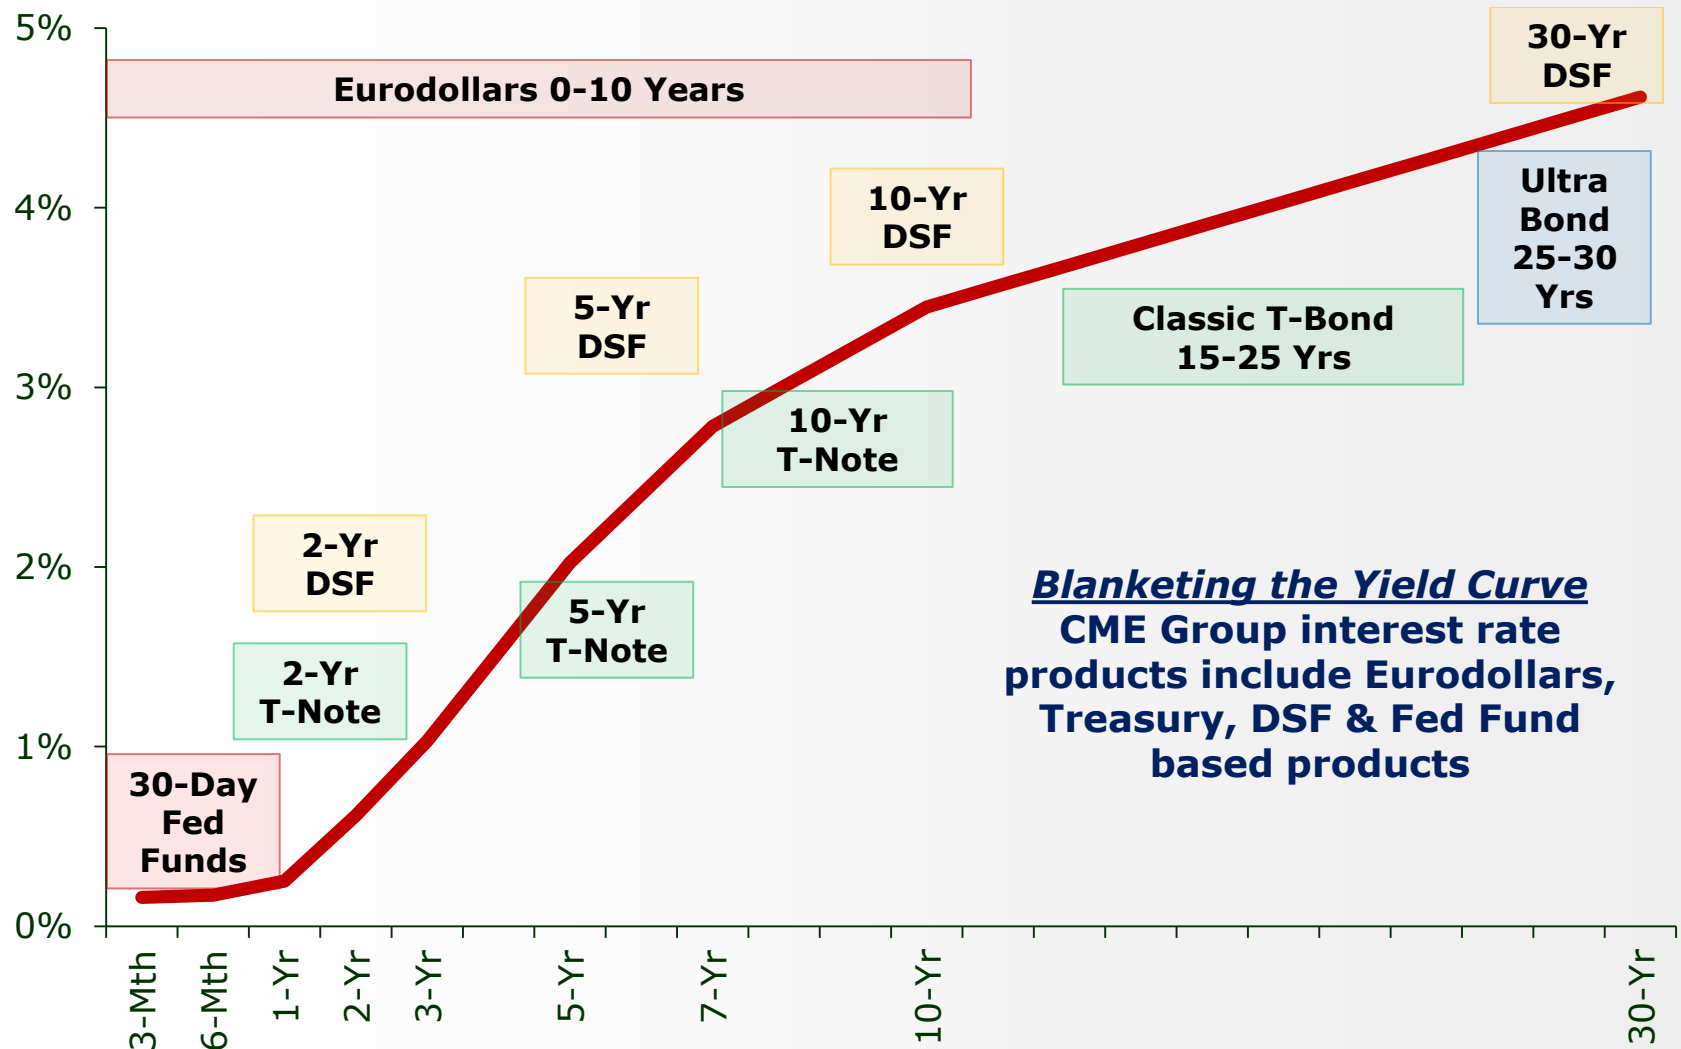 5%
Eurodollars 0-10 Years
30-Yr
DSF
4%
10-Yr
DSF
Ultra
Bond
25-30
Yrs
5-Yr
DSF
Classic T-Bond
15-25 Yrs
3%
10-Yr
T-Note
2-Yr
DSF
2%
5-Yr
T-Note
2-Yr
T-Note
Blanketing the Yield Curve
CME Group interest rate
products include Eurodollars,
Treasury, DSF & Fed Fund
based products
1%
30-Day
Fed
Funds
0%
3-Mth
6-Mth
1-Yr
2-Yr
3-Yr
5-Yr
7-Yr
10-Yr
30-Yr